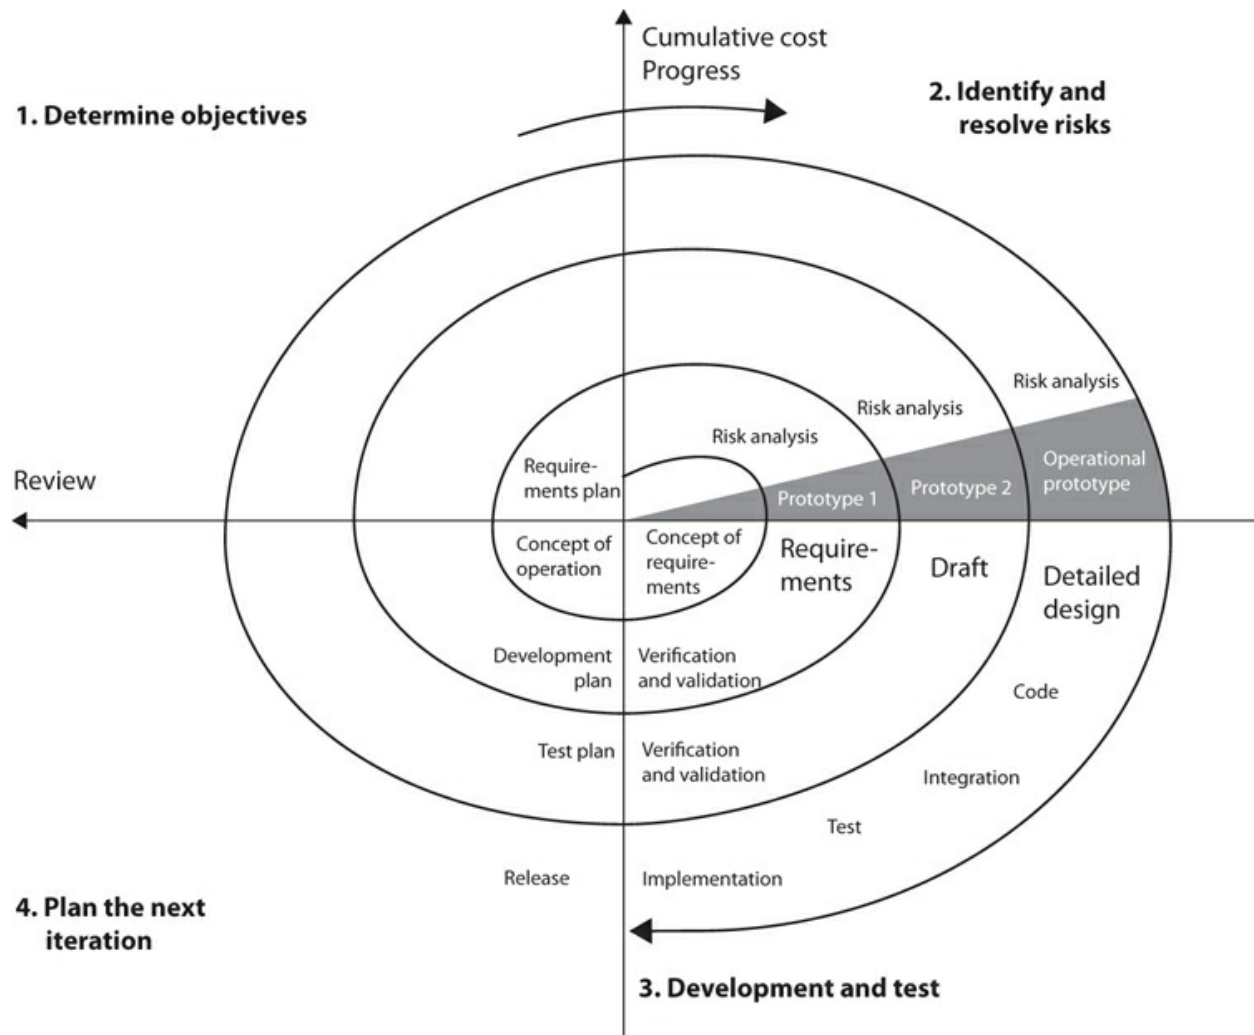 Cumulative cost
Progress
1. Determine objectives
2. Identify and
resolve risks
Risk analysis
Risk analysis
Risk analysis
Review
Require-
ments plan
Prototype 1
Prototype 2
Operational
prototype
Concept of
operation
Concept of
require-
ments
Require-
ments
Draft
Detailed
design
Development
plan
Verification
and validation
Code
Test plan
Verification
and validation
Integration
Test
Release
Implementation
4. Plan the next
iteration
3. Development and test